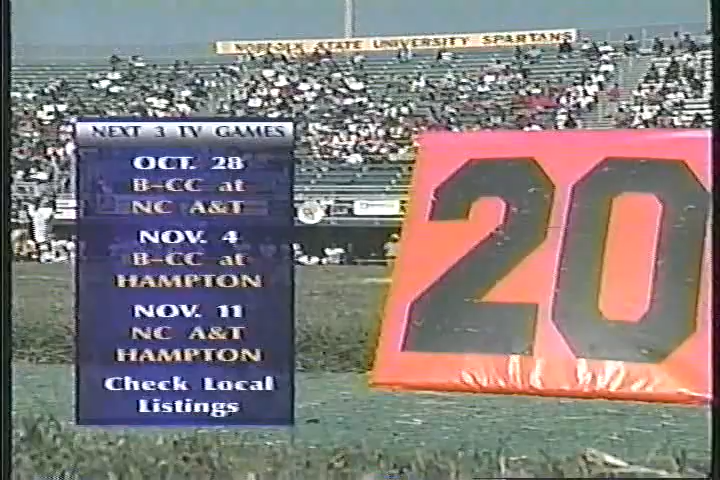 NORFOLK STATE UNIVERSITY SPARTANS
NEXT 3 TV GAMES
OCT. 28
B-CC at
NC A&T
NOV. 4
B-CC at
HAMPTON
NOV. 11
NC A&T
HAMPTON
Check Local
Listings
20